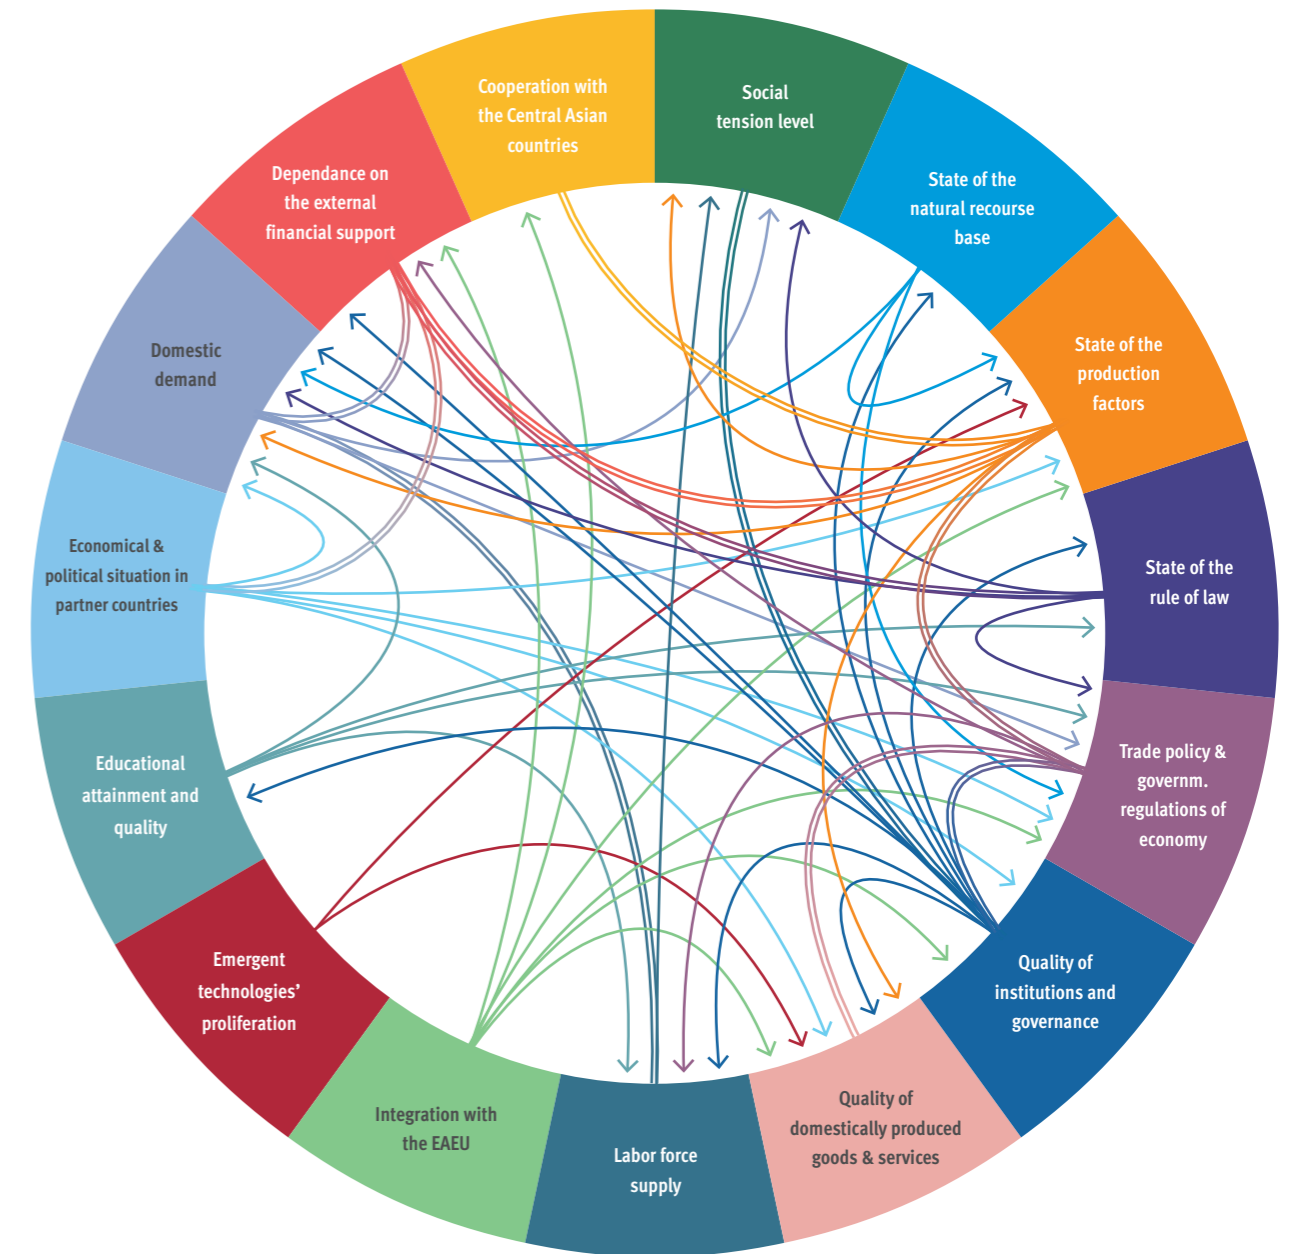 Cooperation with
the Central Asian
countries
Social
tension level
State of the
natural recourse
base
State of the
production
factors
State of the
rule of law
Trade policy &
governm.
regulations of
economy
Quality of
institutions and
governance
Quality of
domestically produced
goods & services
Labor force
supply
Integration with
the EAEU
Emergent
technologies’
proliferation
Educational
attainment and
quality
Economical &
political situation in
partner countries
Domestic
demand
Dependance on
the external
financial support